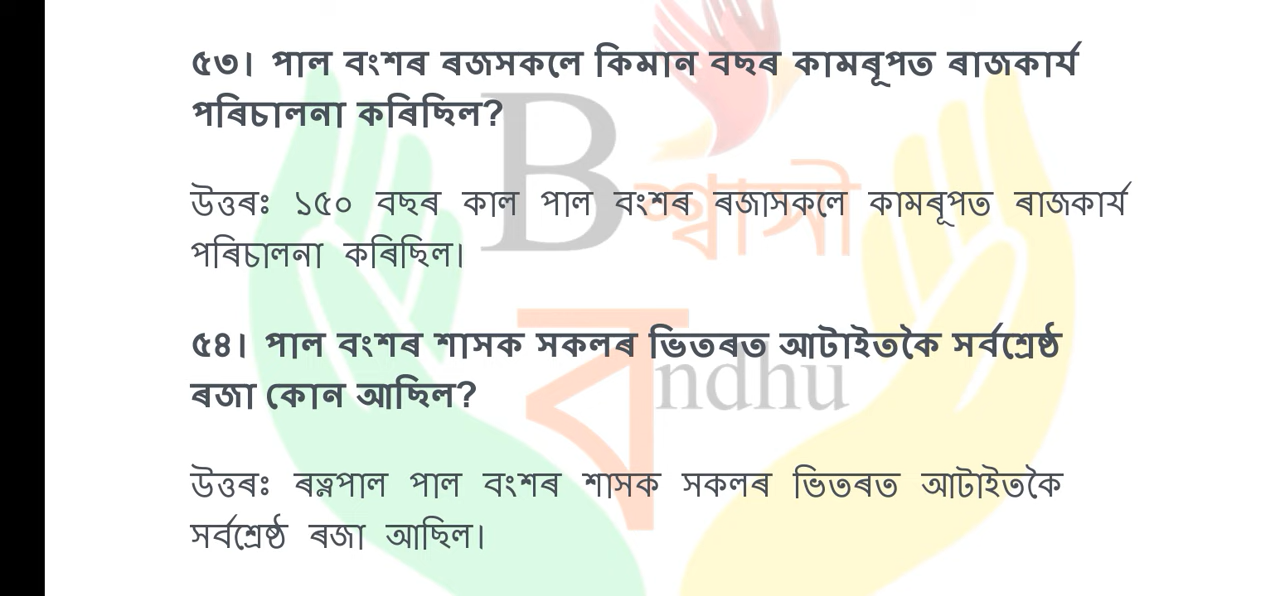 ৫৩। পাল বংশৰ ৰজসকলে কিমান বছৰ কামৰূপত ৰাজকাৰ্য
পৰিচালনা কৰিছিল?
উত্তৰঃ ১৫০ বছৰ কাল পাল বংশৰ ৰজাসকলে কামৰূপত ৰাজকাৰ্য
পৰিচালনা কৰিছিল।
৫৪। পাল বংশৰ শাসক সকলৰ ভিতৰত আটাইতকৈ সৰ্বশ্ৰেষ্ঠ
ৰজা কোন আছিল?
উত্তৰঃ ৰত্নপাল পাল বংশৰ শাসক সকলৰ ভিতৰত আটাইতকৈ
সৰ্বশ্ৰেষ্ঠ ৰজা আছিল।
Bশ্বাসী
বndhu